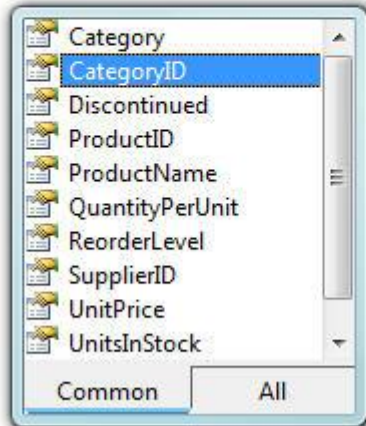 Category
CategoryID
Discontinued
ProductID
ProductName
QuantityPerUnit
ReorderLevel
SupplierID
UnitPrice
UnitsInStock
Common All